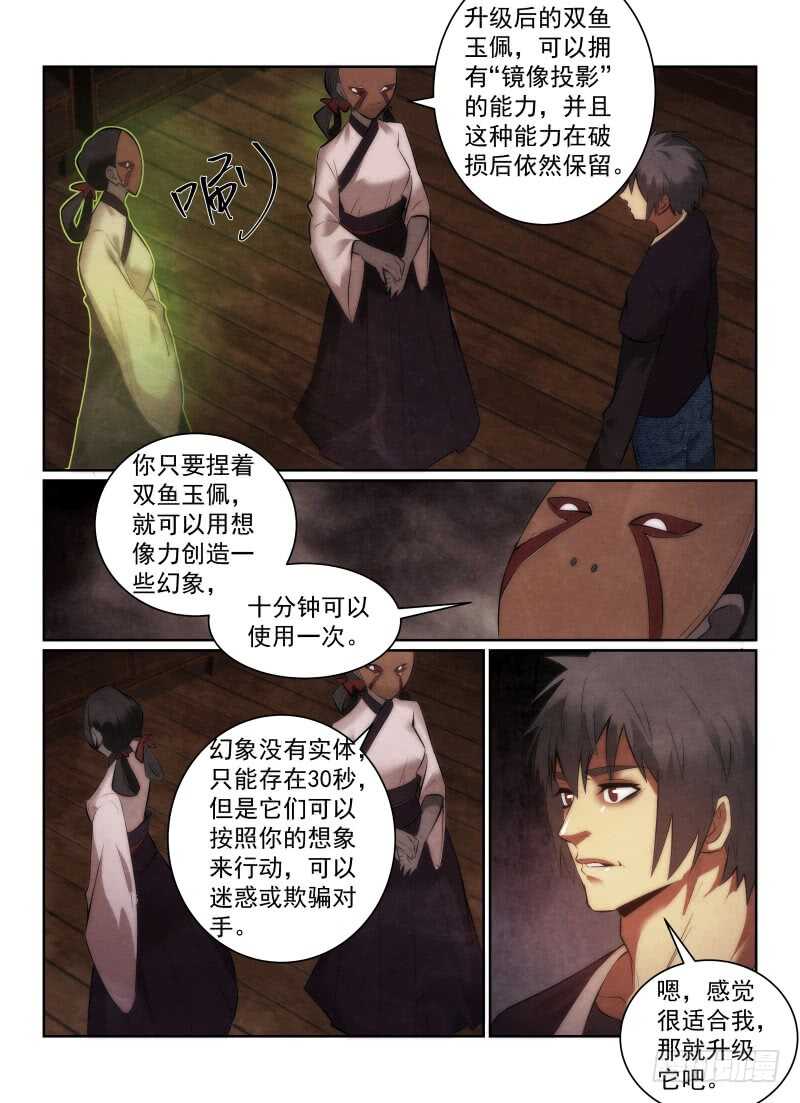 升级后的双鱼
玉佩，可以拥
有“镜像投影”
的能力，并且
这种能力在破
损后依然保留。
唰
你只要捏着
双鱼玉佩，
就可以用想
像力创造一
些幻象，
十分钟可以
使用一次。
幻象没有实体，
只能存在30秒，
但是它们可以
按照你的想象
来行动，可以
迷惑或欺骗对
手。
嗯，感觉
很适合我，
那就升级
它吧。